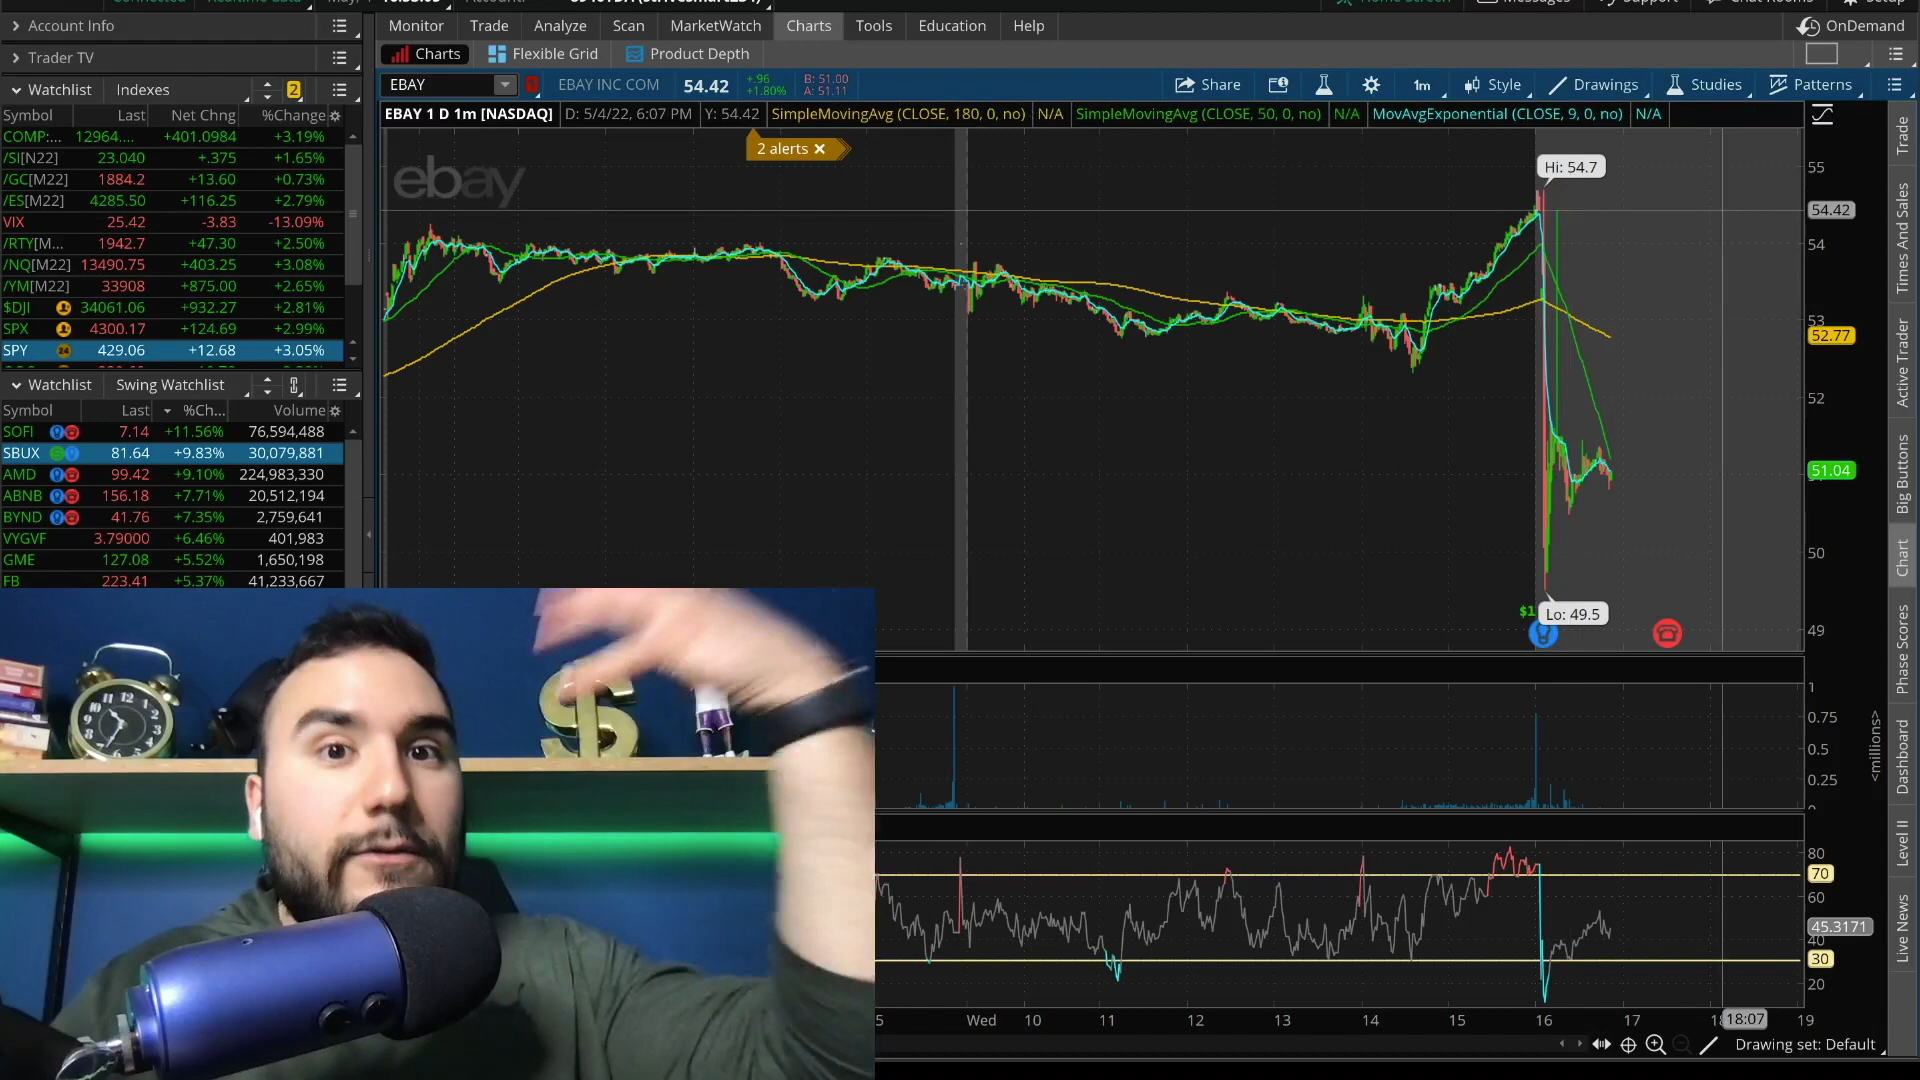 Account Info
Trader TV
Watchlist Indexes 2
Symbol Last Net Chng %Change
COMP:... 12964.... +401.0984 +3.19%
/SI[N22] 23.040 +.375 +1.65%
/GC[M22] 1884.2 +13.60 +0.73%
/ES[M22] 4285.50 +116.25 +2.79%
VIX 25.42 -3.83 -13.09%
/RTY[M... 1942.7 +47.30 +2.50%
/NQ[M22] 13490.75 +403.25 +3.08%
/YM[M22] 33908 +875.00 +2.65%
$DJI 34061.06 +932.27 +2.81%
SPX 4300.17 +124.69 +2.99%
SPY 24 429.06 +12.68 +3.05%
Watchlist Swing Watchlist
Symbol Last %Ch... Volume
SOFI 7.14 +11.56% 76,594,488
SBUX 81.64 +9.83% 30,079,881
AMD 99.42 +9.10% 224,983,330
ABNB 156.18 +7.71% 20,512,194
BYND 41.76 +7.35% 2,759,641
VYGVF 3.79000 +6.46% 401,983
GME 127.08 +5.52% 1,650,198
FB 223.41 +5.37% 41,233,667
Monitor Trade Analyze Scan MarketWatch Charts Tools Education Help OnDemand
Charts Flexible Grid Product Depth
EBAY EBAY INC COM 54.42 +.96 +1.80% B: 51.00 A: 51.11 Share 1m Style Drawings Studies Patterns
EBAY 1 D 1m [NASDAQ] D: 5/4/22, 6:07 PM Y: 54.42 SimpleMovingAvg (CLOSE, 180, 0, no) N/A SimpleMovingAvg (CLOSE, 50, 0, no) N/A MovAvgExponential (CLOSE, 9, 0, no) N/A
2 alerts
ebay
Hi: 54.7
Lo: 49.5
$1
55
54.42
54
53
52.77
52
51.04
50
49
1
0.75
0.5
0.25
0
<millions>
80
70
60
45.3171
40
30
20
5 Wed 10 11 12 13 14 15 16 17 18:07 19
Drawing set: Default
Trade
Times And Sales
Active Trader
Big Buttons
Chart
Phase Scores
Dashboard
Level II
Live News